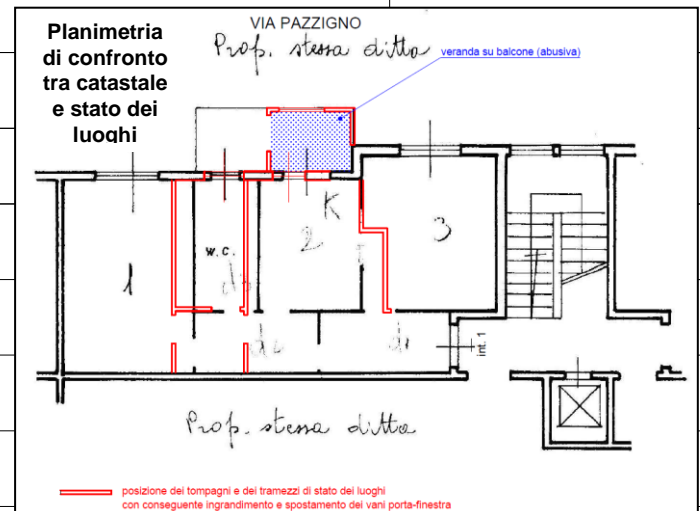 Planimetria
di confronto
tra catastale
e stato dei
luoghi
VIA PAZZIGNO
Prop. stessa ditta
veranda su balcone (abusiva)
K
1
w.c.
2
3
di
di
int. 1
Prop. stessa ditta
posizione dei tompagni e dei tramezzi di stato dei luoghi
con conseguente ingrandimento e spostamento dei vani porta-finestra